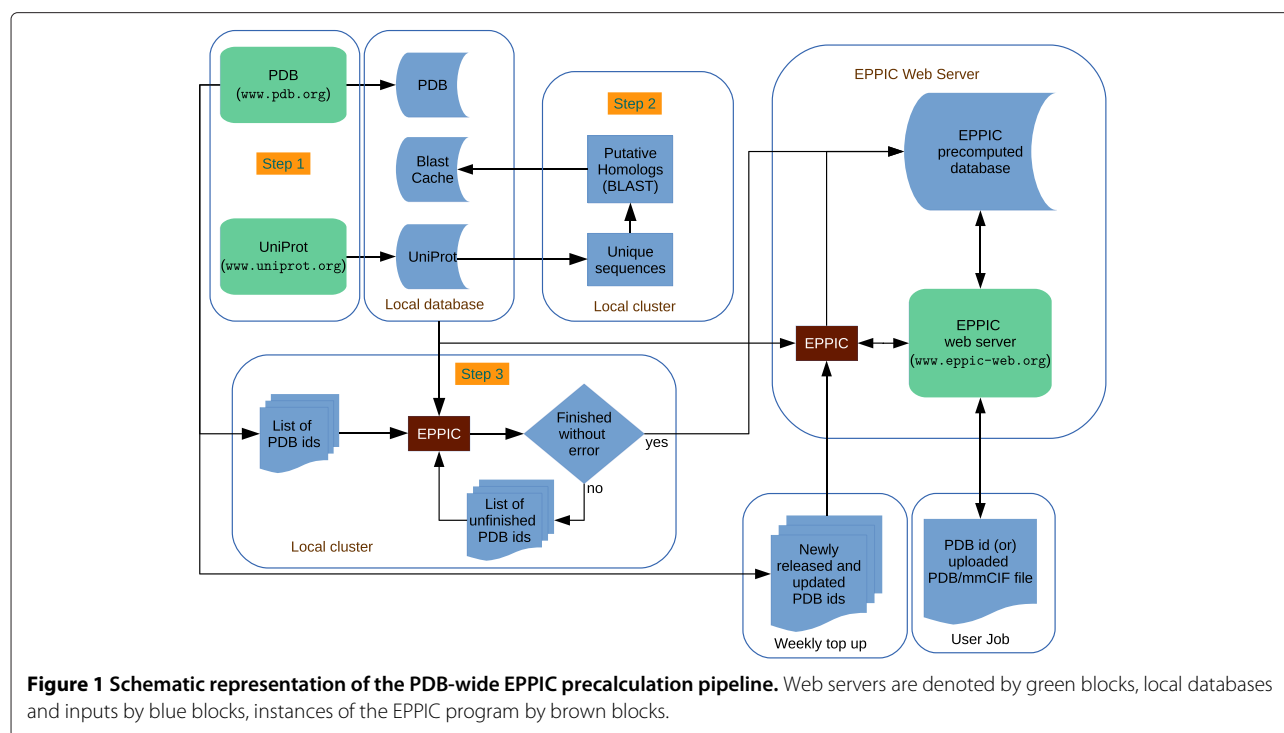 PDB
(www.pdb.org)
Step 1
UniProt
(www.uniprot.org)
PDB
Blast
Cache
UniProt
Local database
Step 2
Putative
Homologs
(BLAST)
Unique
sequences
Local cluster
EPPIC Web Server
EPPIC
precomputed
database
EPPIC
EPPIC
web server
(www.eppic-web.org)
Step 3
List of
PDB ids
EPPIC
Finished
without
error
yes
no
List of
unfinished
PDB ids
Local cluster
Newly
released and
updated
PDB ids
Weekly top up
PDB id (or)
uploaded
PDB/mmCIF file
User Job
Figure 1 Schematic representation of the PDB-wide EPPIC precalculation pipeline. Web servers are denoted by green blocks, local databases
and inputs by blue blocks, instances of the EPPIC program by brown blocks.